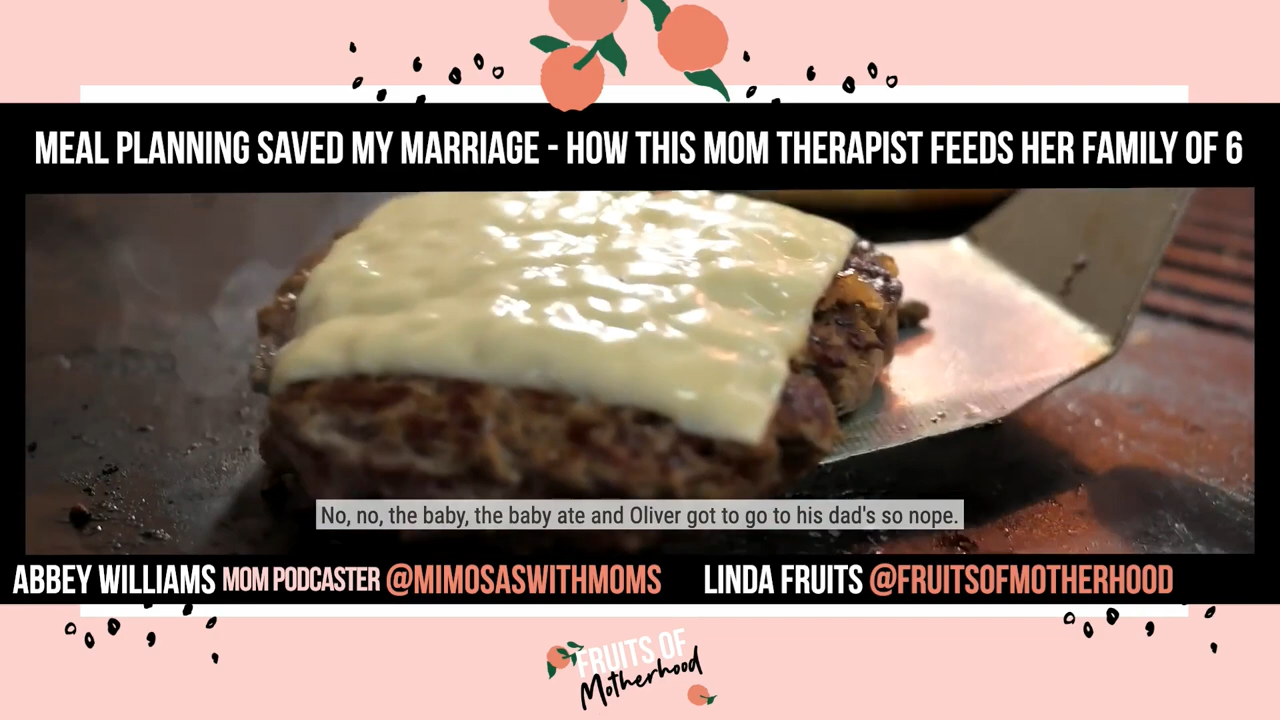 MEAL PLANNING SAVED MY MARRIAGE - HOW THIS MOM THERAPIST FEEDS HER FAMILY OF 6
No, no, the baby, the baby ate and Oliver got to go to his dad's so nope.
ABBEY WILLIAMS MOM PODCASTER @MIMOSASWITHMOMS LINDA FRUITS @FRUITSOFMOTHERHOOD
FRUITS OF
Motherhood